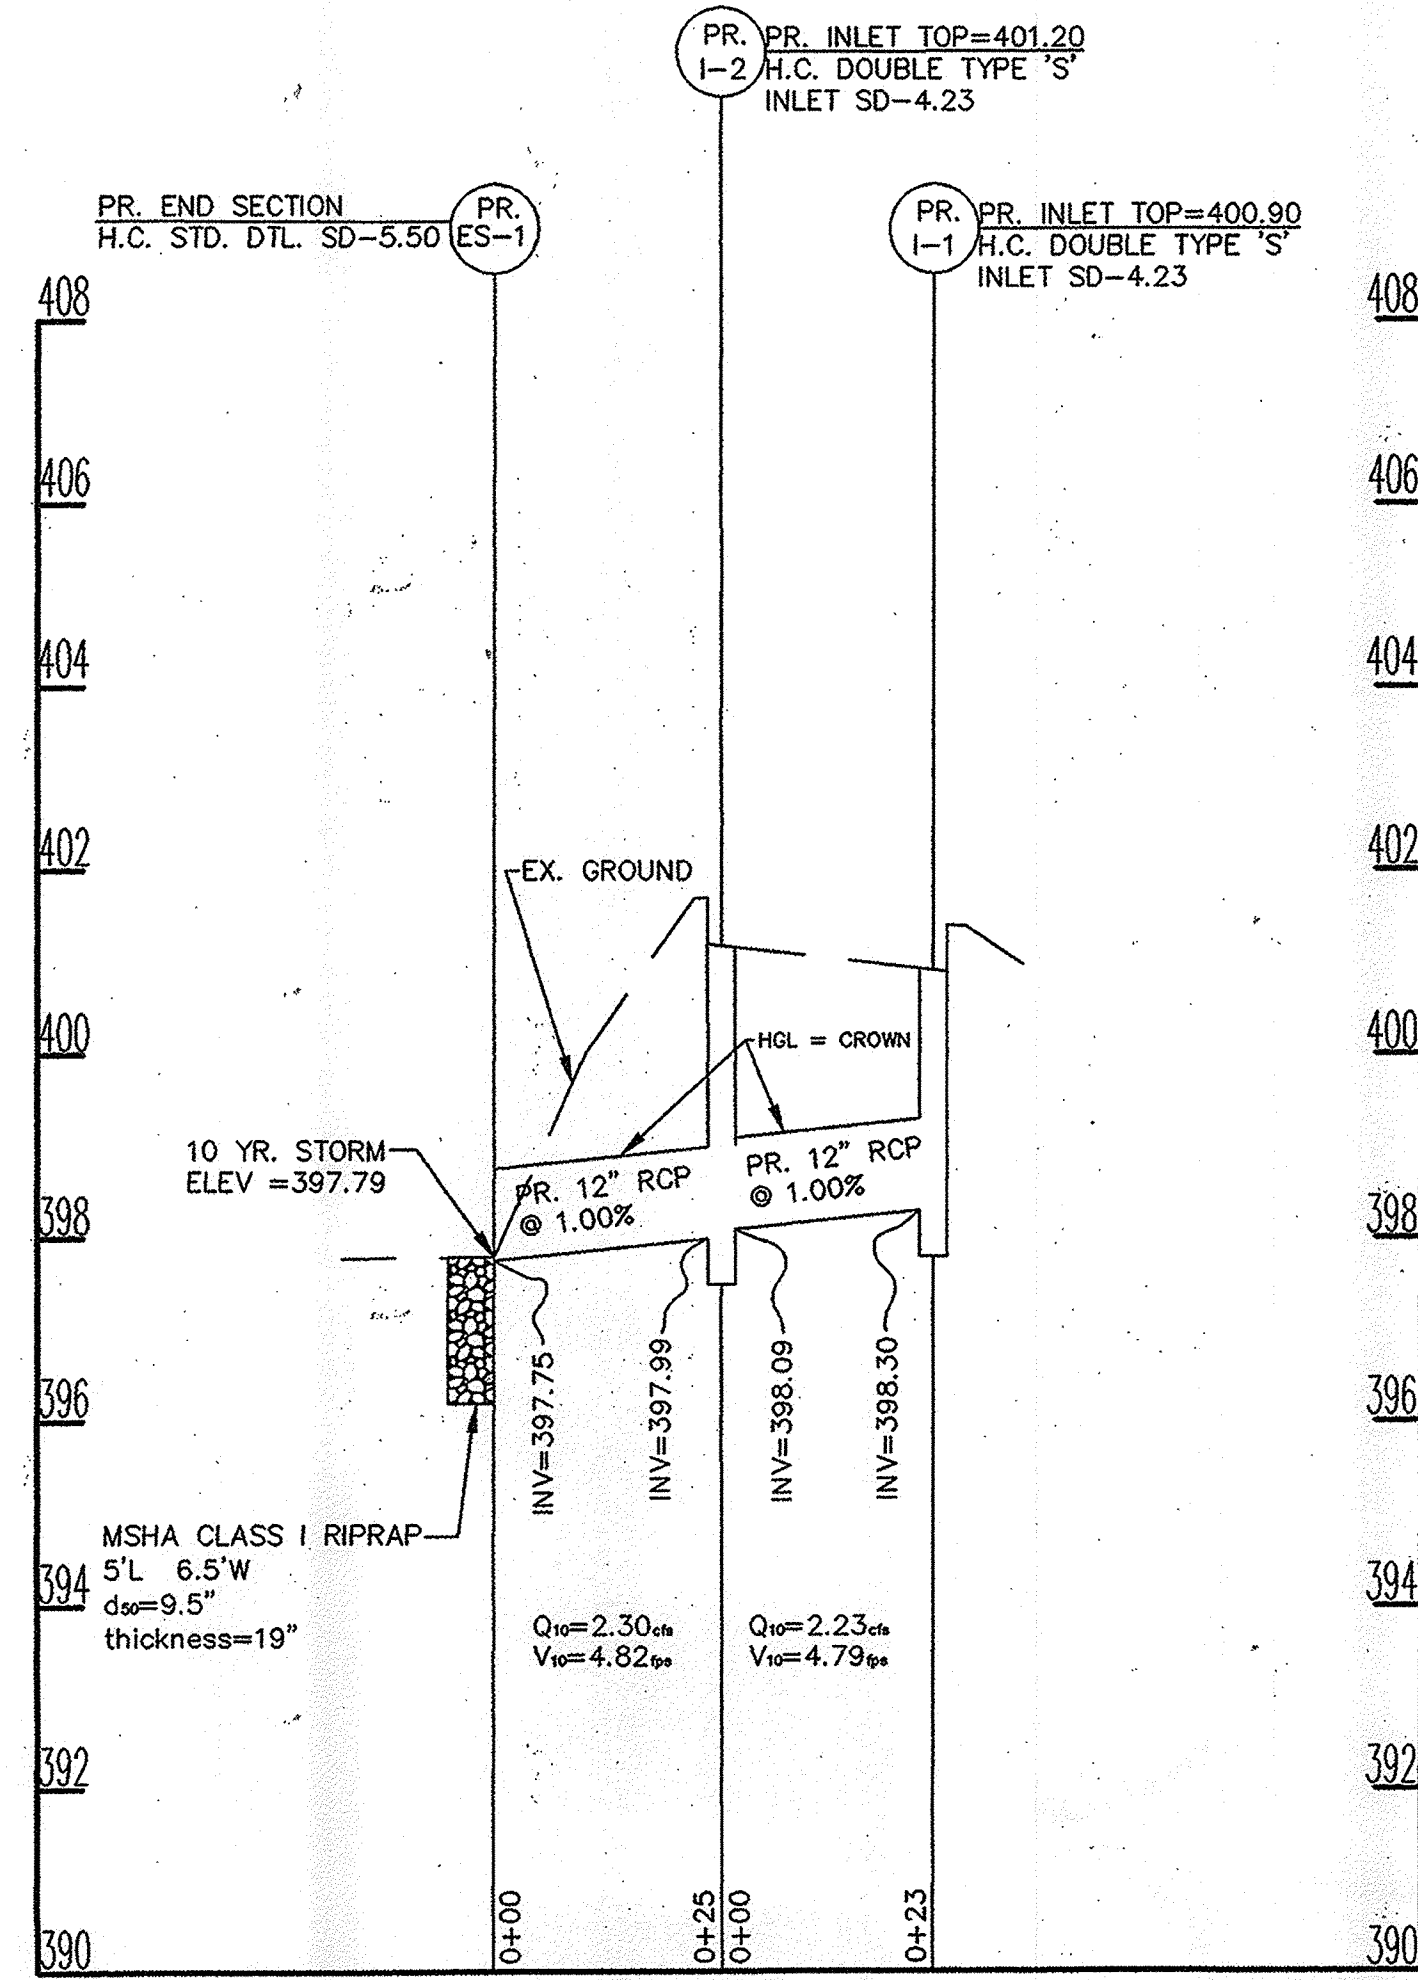 PR.
I-2
PR. INLET TOP=401.20
H.C. DOUBLE TYPE 'S'
INLET SD-4.23
PR. END SECTION
H.C. STD. DTL. SD-5.50
PR.
ES-1
PR.
I-1
PR. INLET TOP=400.90
H.C. DOUBLE TYPE 'S'
INLET SD-4.23
408
408
406
406
404
404
402
402
EX. GROUND
400
400
HGL = CROWN
10 YR. STORM
ELEV =397.79
PR. 12" RCP
@ 1.00%
PR. 12" RCP
@ 1.00%
398
398
INV=397.75
INV=397.99
INV=398.09
INV=398.30
396
396
MSHA CLASS I RIPRAP
5'L 6.5'W
d50=9.5"
thickness=19"
394
394
Q10=2.30cfs
V10=4.82fps
Q10=2.23cfs
V10=4.79fps
392
392
0+00
0+25
0+00
0+23
390
390